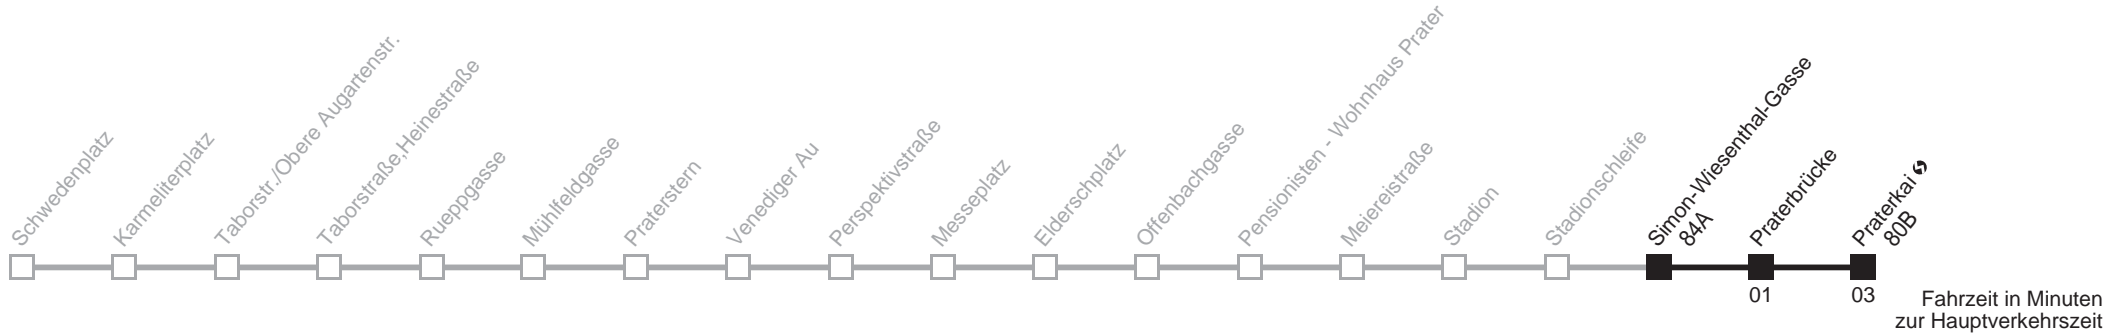 Schwedenplatz
Karmeliterplatz
Taborstr./Obere Augartenstr.
Taborstraße,Heinestraße
Rueppgasse
Mühlfeldgasse
Praterstern
Venediger Au
Perspektivstraße
Messeplatz
Elderschplatz
Offenbachgasse
Pensionisten - Wohnhaus Prater
Meiereistraße
Stadion
Stadionschleife
Simon-Wiesenthal-Gasse
84A
Praterbrücke
Praterkai
80B
01
03
Fahrzeit in Minuten
zur Hauptverkehrszeit